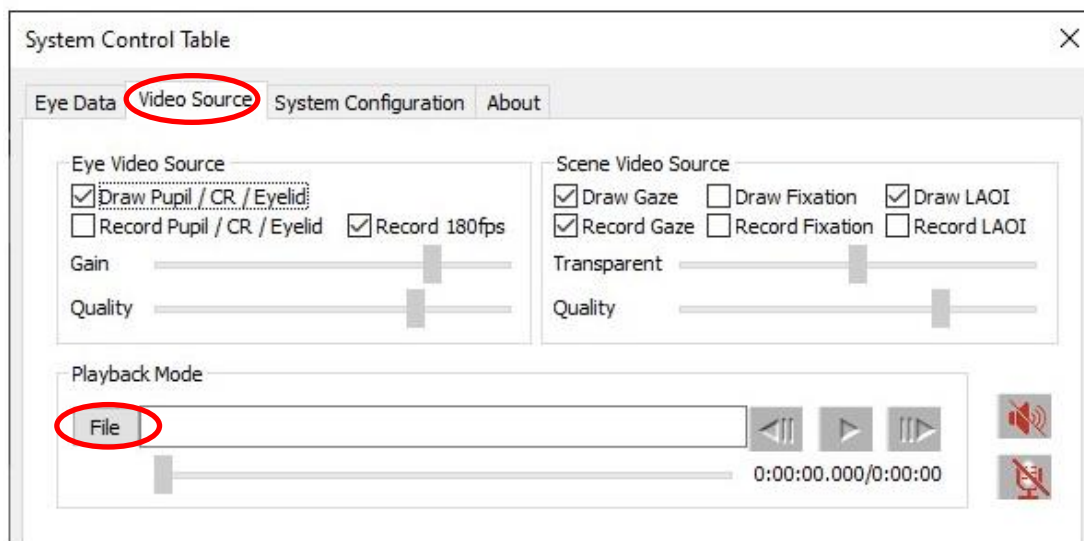 System Control Table
Eye Data Video Source System Configuration About
Eye Video Source
Draw Pupil / CR / Eyelid
Record Pupil / CR / Eyelid Record 180fps
Gain
Quality
Scene Video Source
Draw Gaze Draw Fixation Draw LAOI
Record Gaze Record Fixation Record LAOI
Transparent
Quality
Playback Mode
File
0:00:00.000/0:00:00